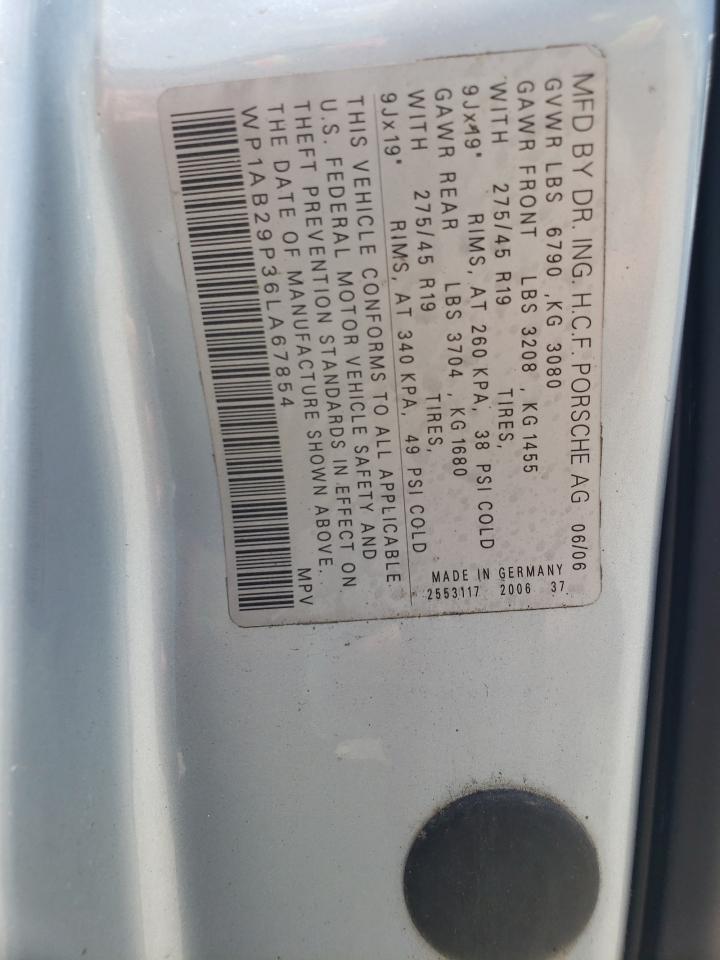 MFD BY DR. ING. H.C.F. PORSCHE AG 06/06
GVWR LBS 6790 ,KG 3080
GAWR FRONT LBS 3208 , KG 1455
WITH 275/45 R19 TIRES,
9Jx19" RIMS, AT 260 KPA, 38 PSI COLD
GAWR REAR LBS 3704 , KG 1680
WITH 275/45 R19 TIRES,
9Jx19" RIMS, AT 340 KPA, 49 PSI COLD
MADE IN GERMANY
2553117 2006 37
THIS VEHICLE CONFORMS TO ALL APPLICABLE
U.S. FEDERAL MOTOR VEHICLE SAFETY AND
THEFT PREVENTION STANDARDS IN EFFECT ON
THE DATE OF MANUFACTURE SHOWN ABOVE.
WP1AB29P36LA67854 MPV